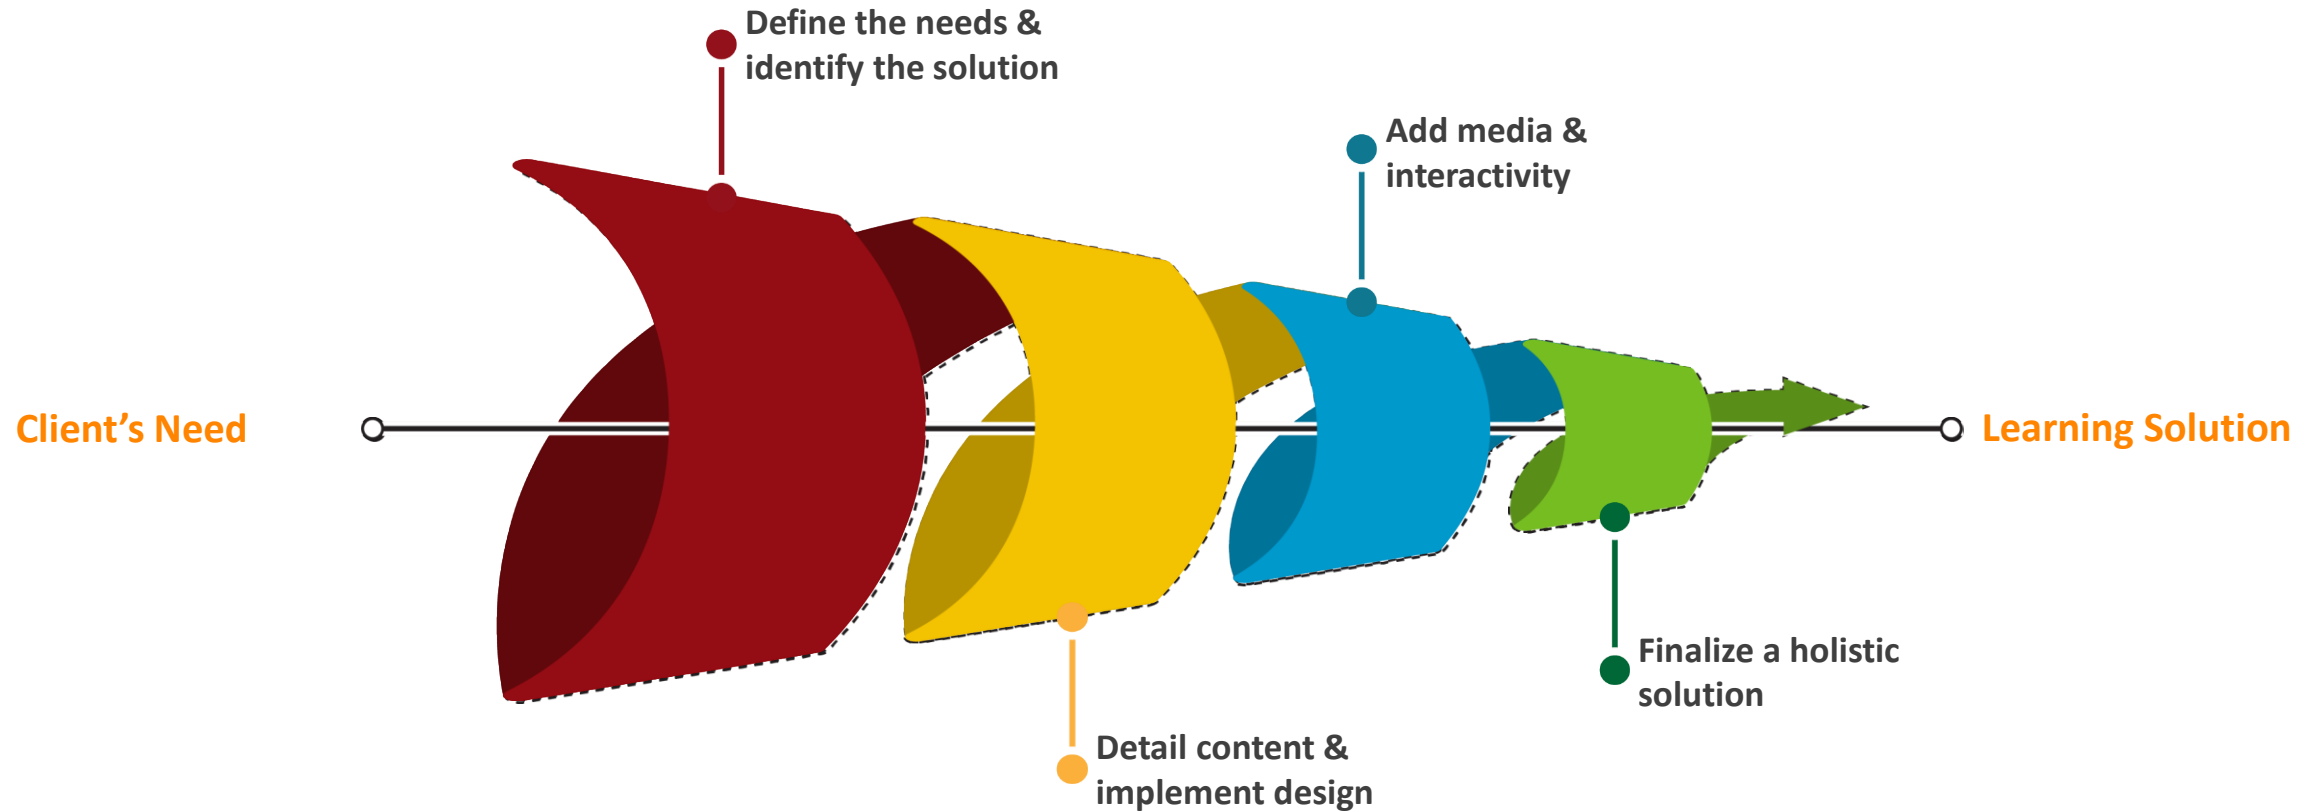 Define the needs &
identify the solution
Add media &
interactivity
Client’s Need
Learning Solution
Finalize a holistic
solution
Detail content &
implement design